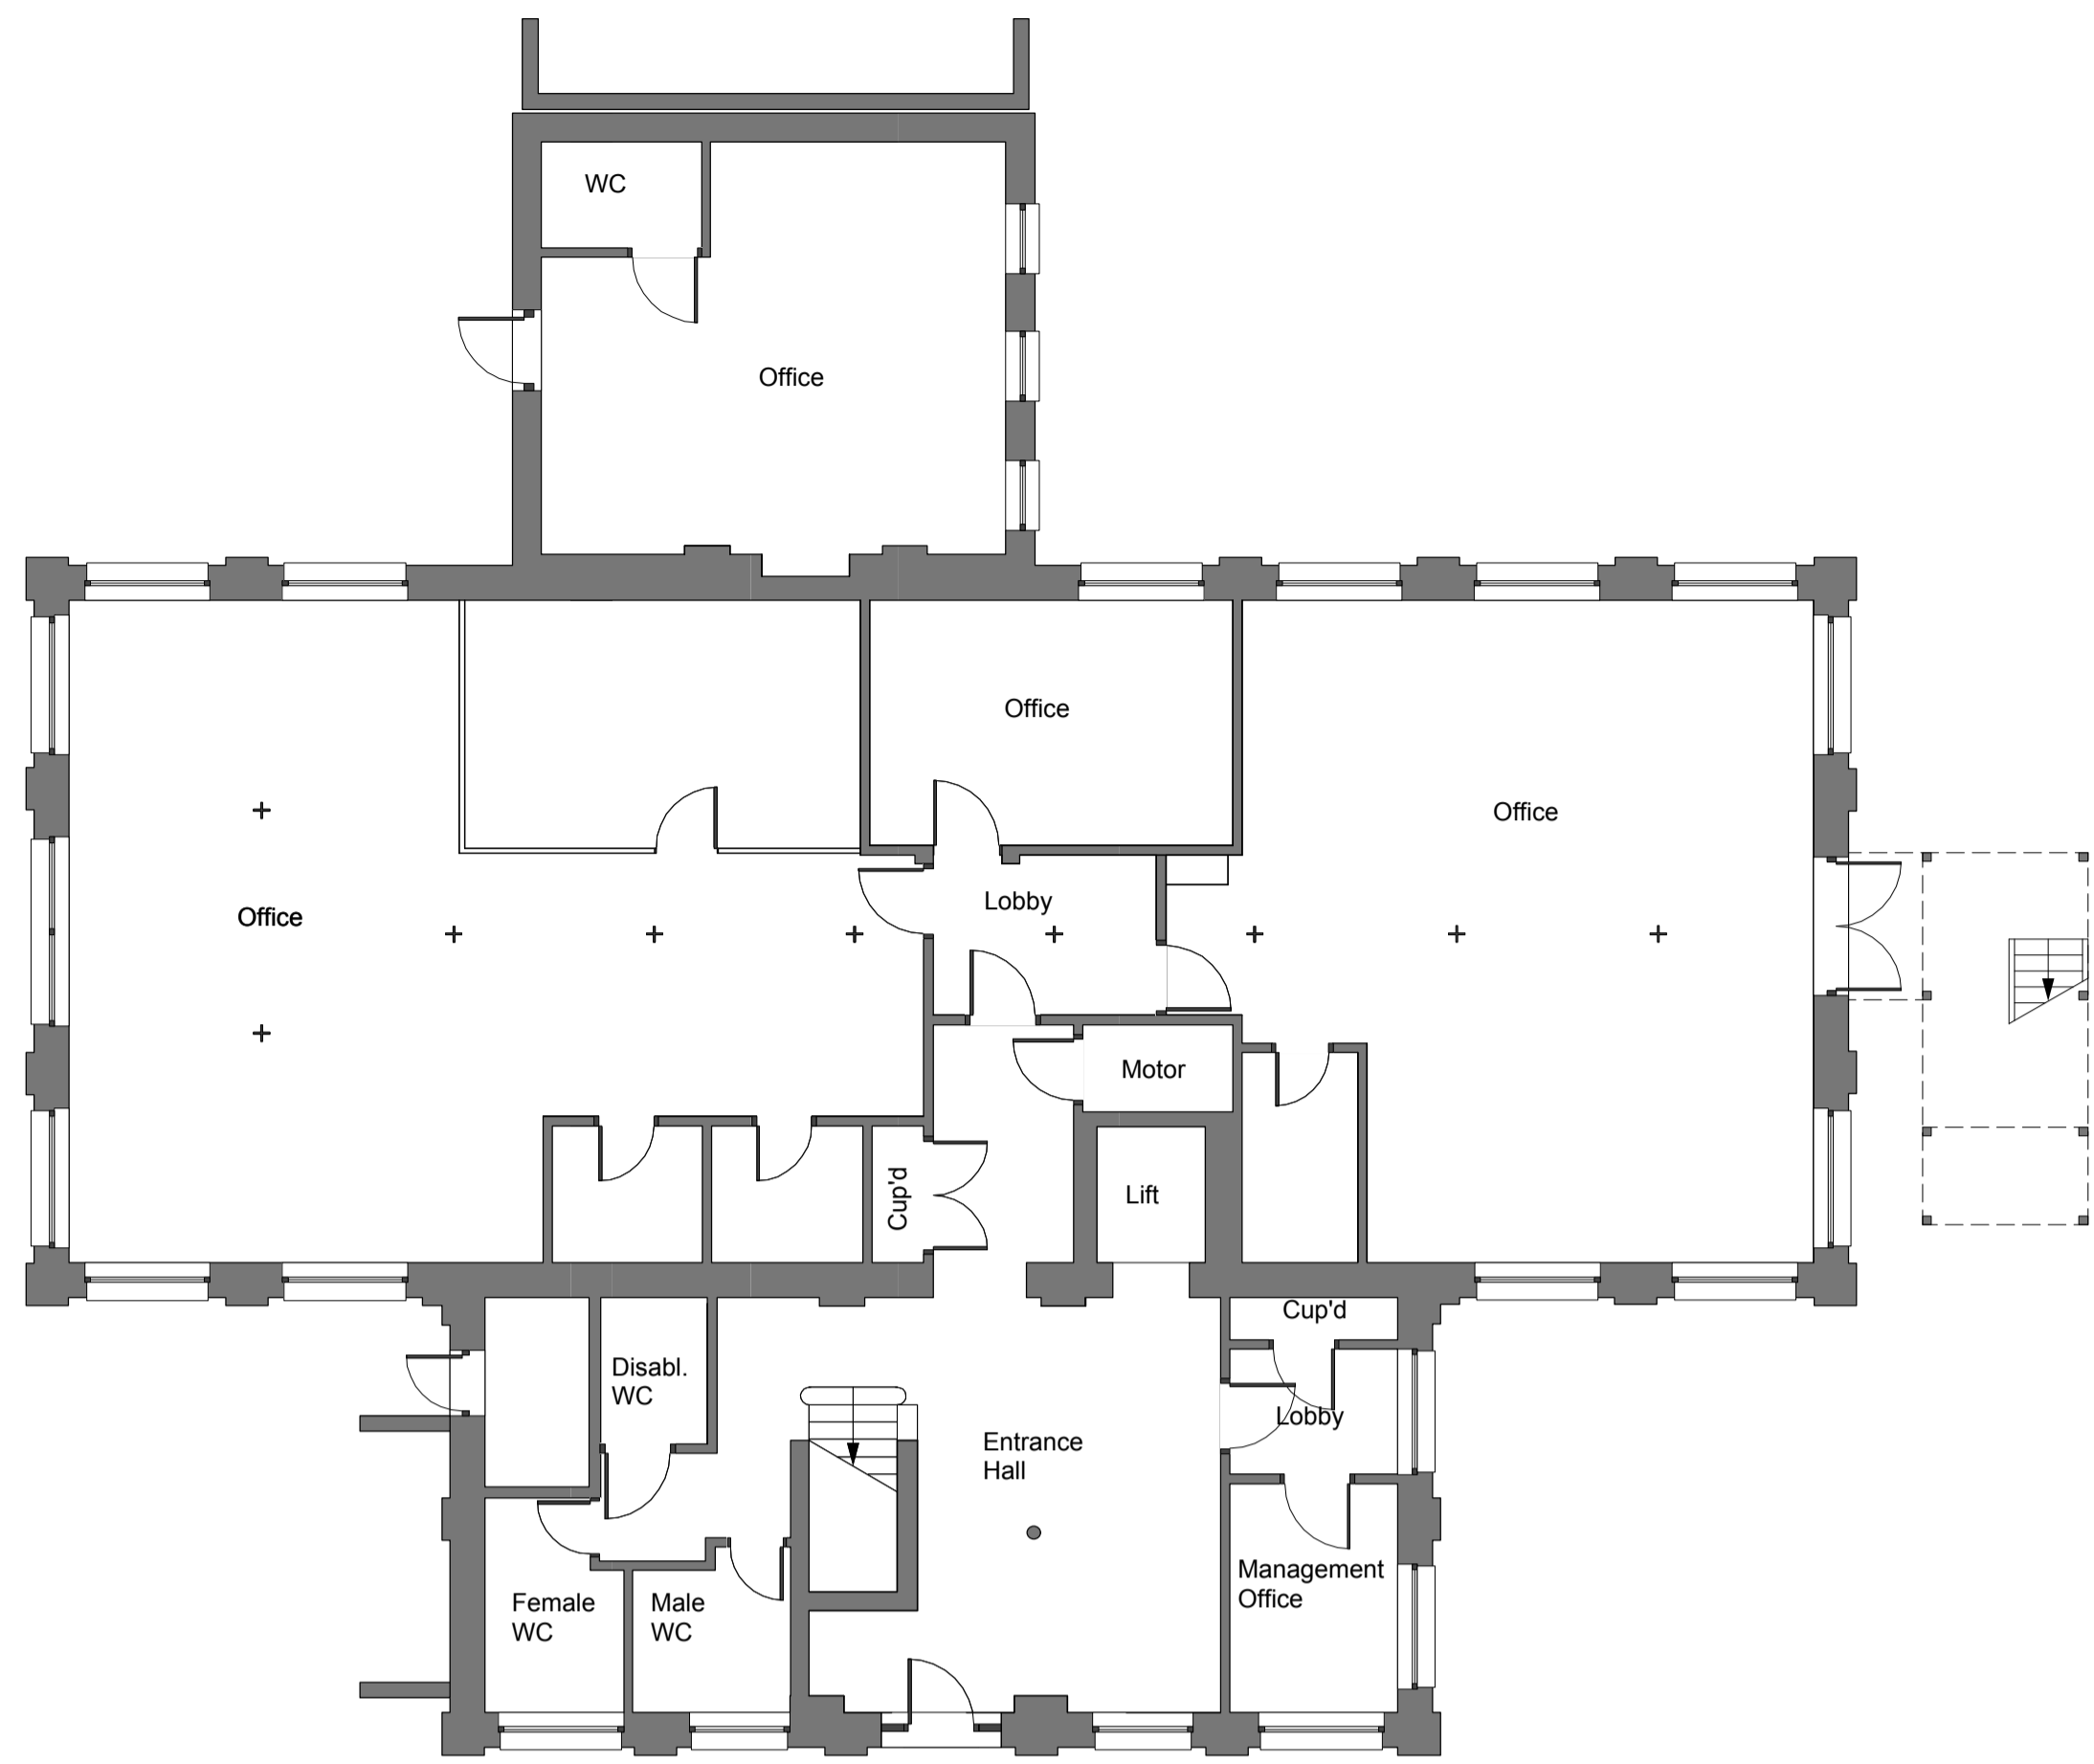 WC
Office
Office
Office
Lobby
Office
Motor
Cup'd
Lift
Cup'd
Disabl.
WC
Lobby
Entrance
Hall
Management
Office
Female
WC
Male
WC